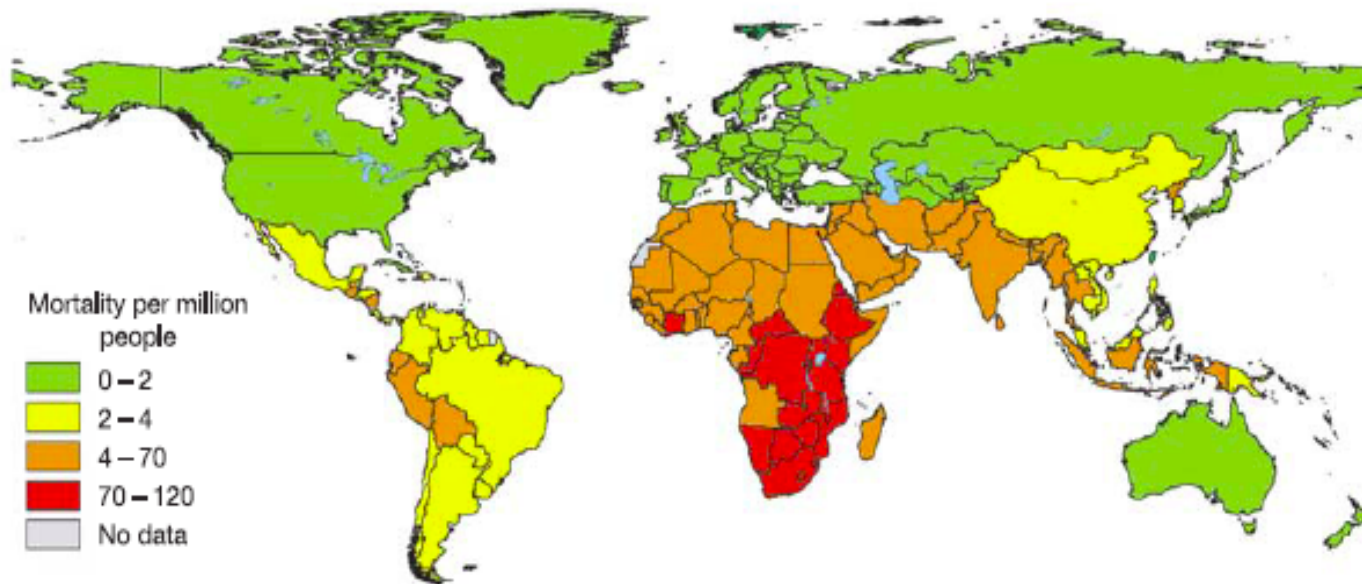 Mortality per million
people
0 – 2
2 – 4
4 – 70
70 – 120
No data